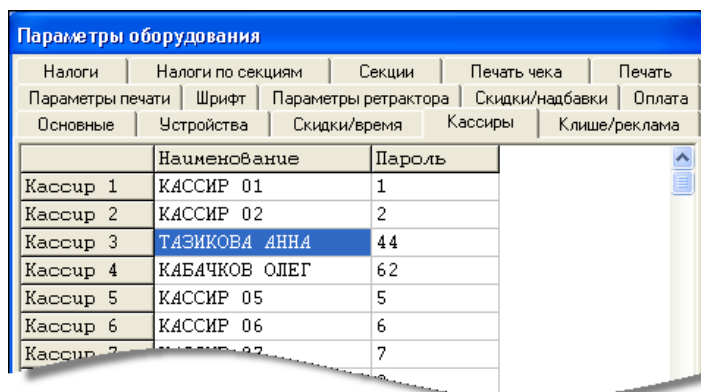 Параметры оборудования
Налоги Налоги по секциям Секции Печать чека Печать
Параметры печати Шрифт Параметры ретрактора Скидки/надбавки Оплата
Основные Устройства Скидки/время Кассиры Клише/реклама
Наименование Пароль
Кассир 1 КАССИР 01 1
Кассир 2 КАССИР 02 2
Кассир 3 ТАЗИКОВА АННА 44
Кассир 4 КАБАЧКОВ ОЛЕГ 62
Кассир 5 КАССИР 05 5
Кассир 6 КАССИР 06 6
Кассир 7 7